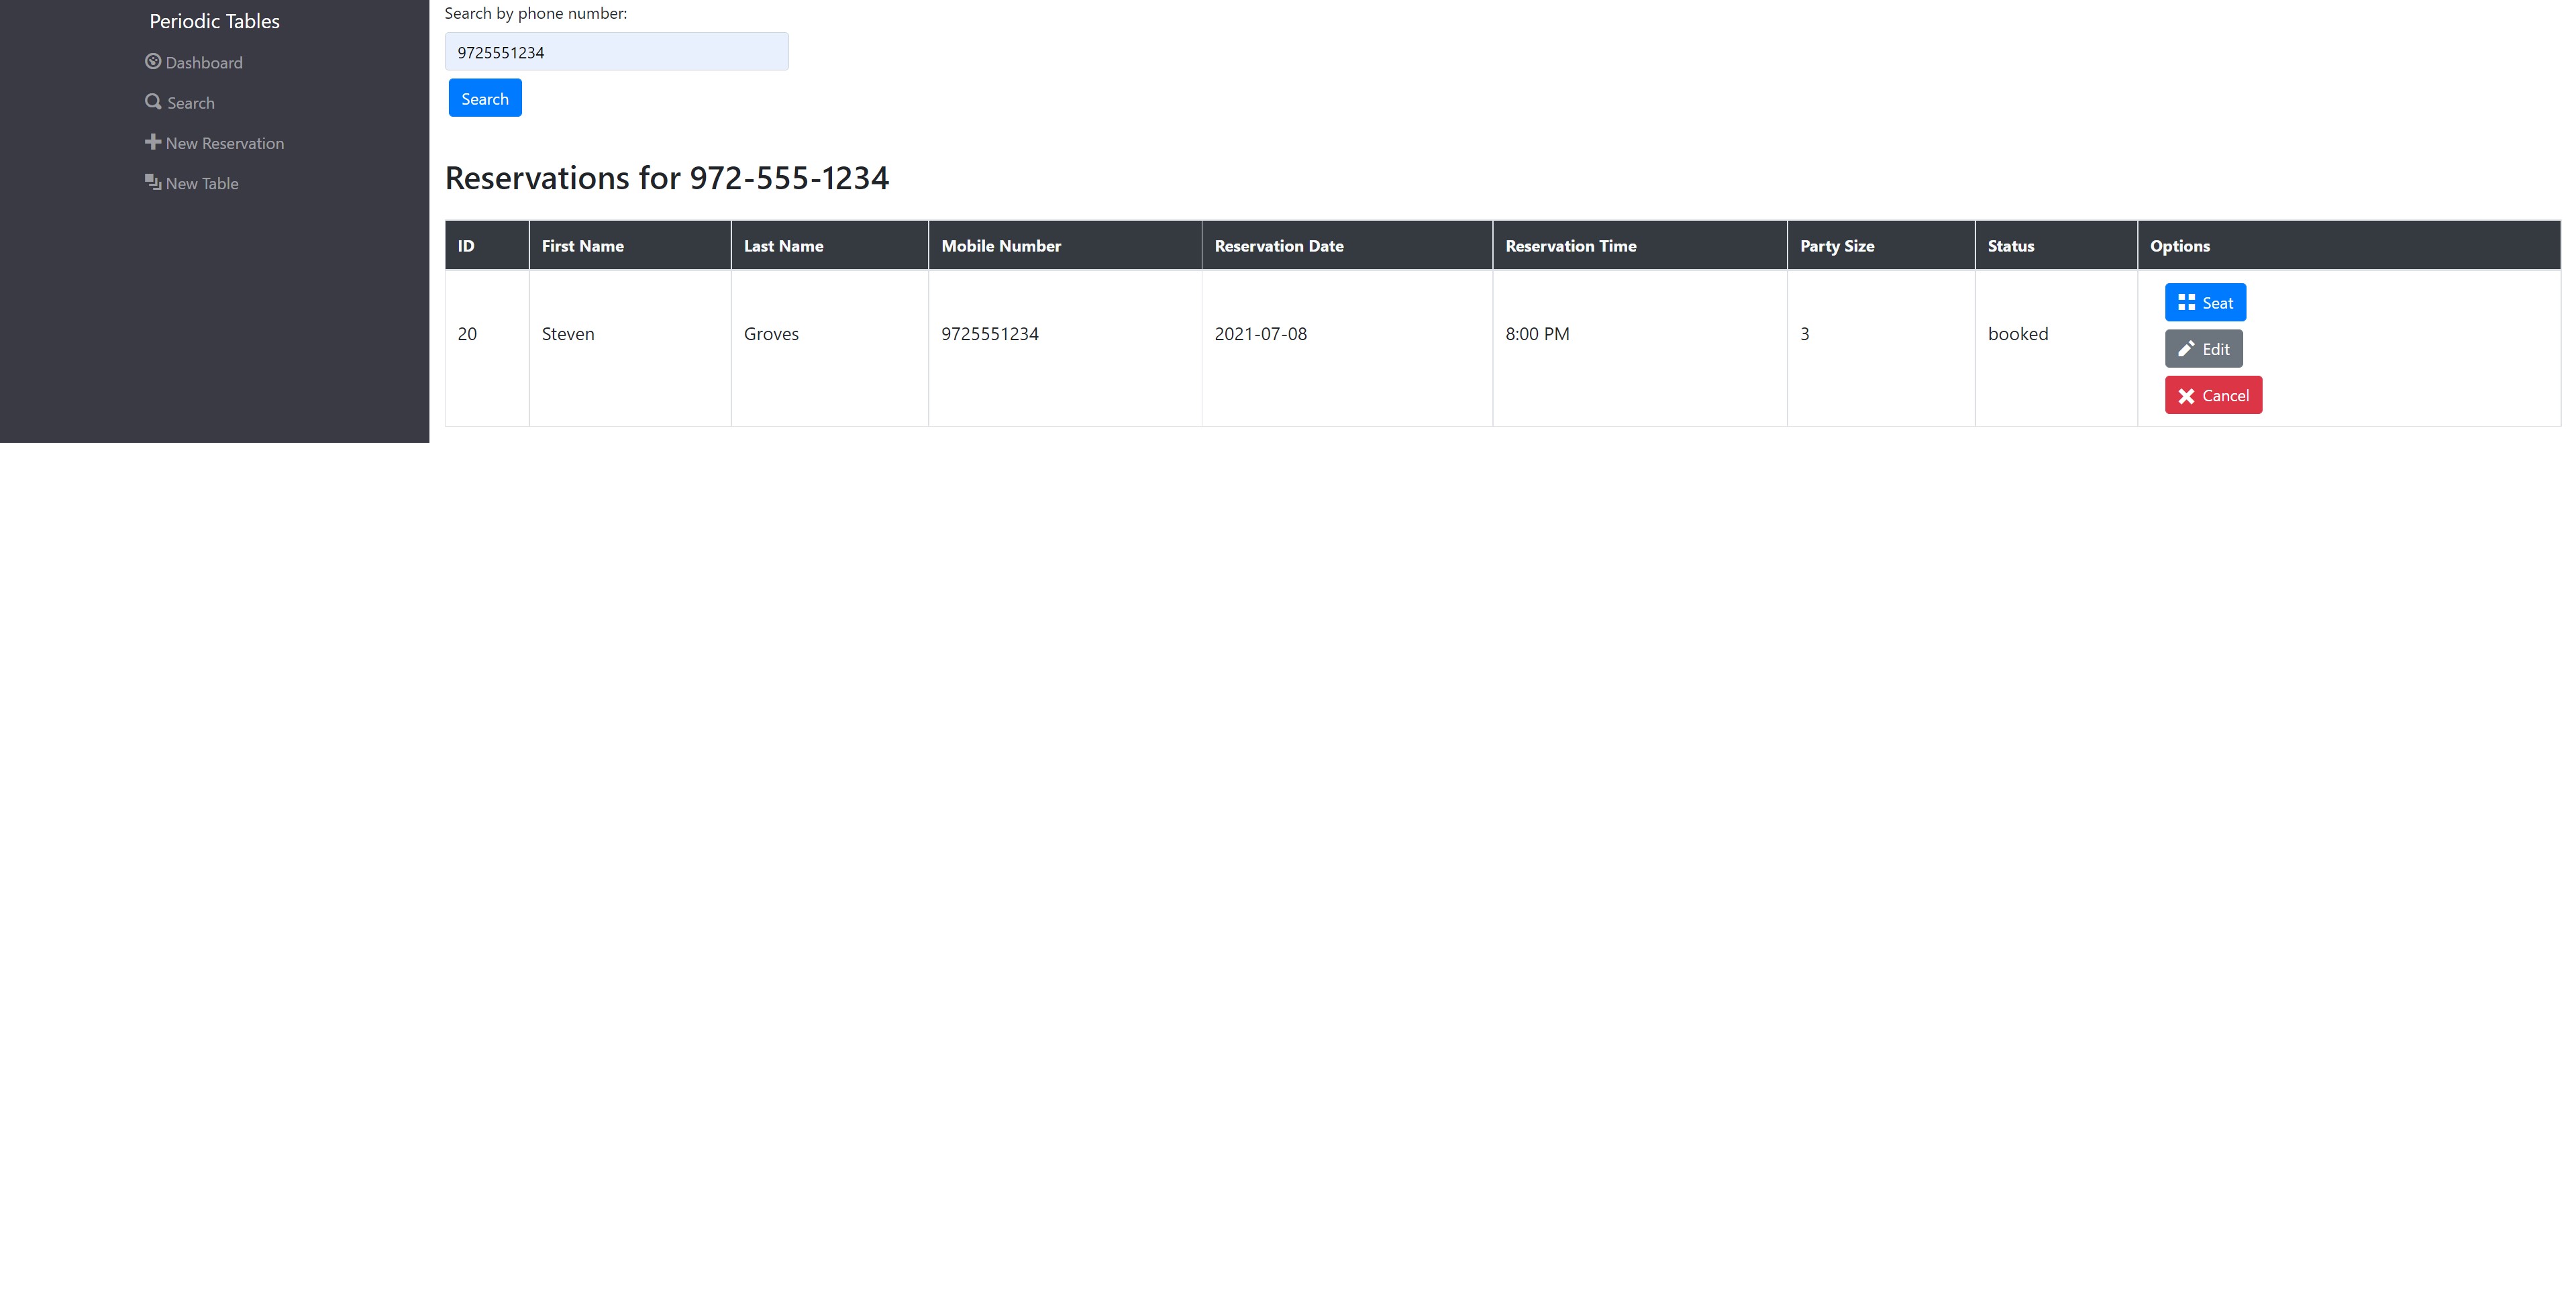 Periodic Tables
Dashboard
Search
New Reservation
New Table
Search by phone number:
9725551234
Search
Reservations for 972-555-1234
ID First Name Last Name Mobile Number Reservation Date Reservation Time Party Size Status Options
20 Steven Groves 9725551234 2021-07-08 8:00 PM 3 booked
Seat
Edit
Cancel